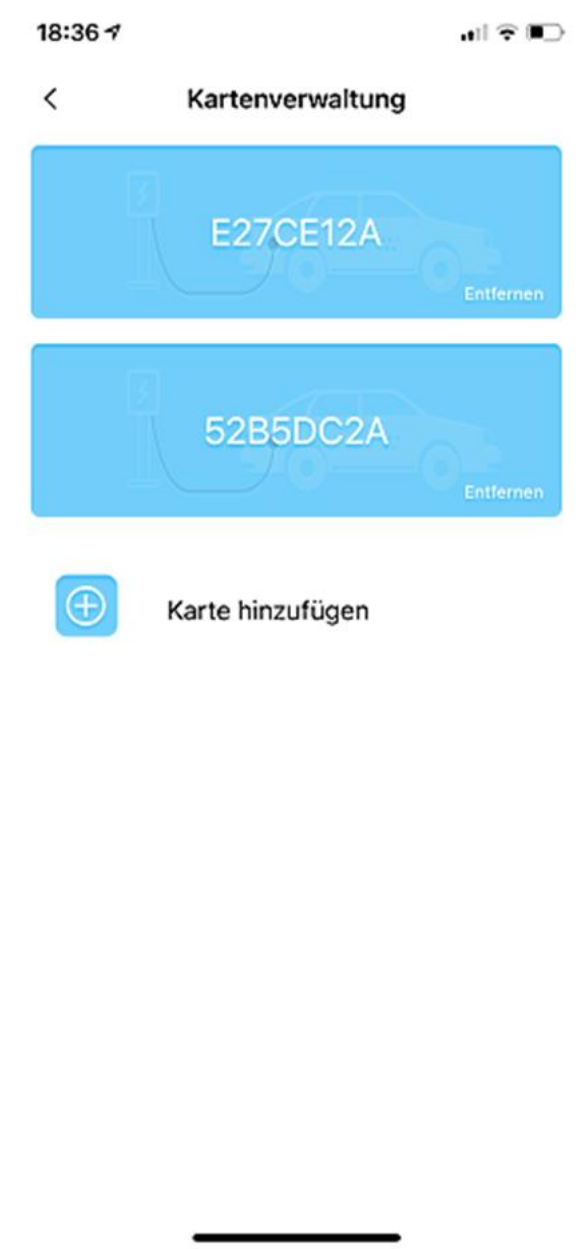 18:36
Kartenverwaltung
E27CE12A
Entfernen
52B5DC2A
Entfernen
Karte hinzufügen